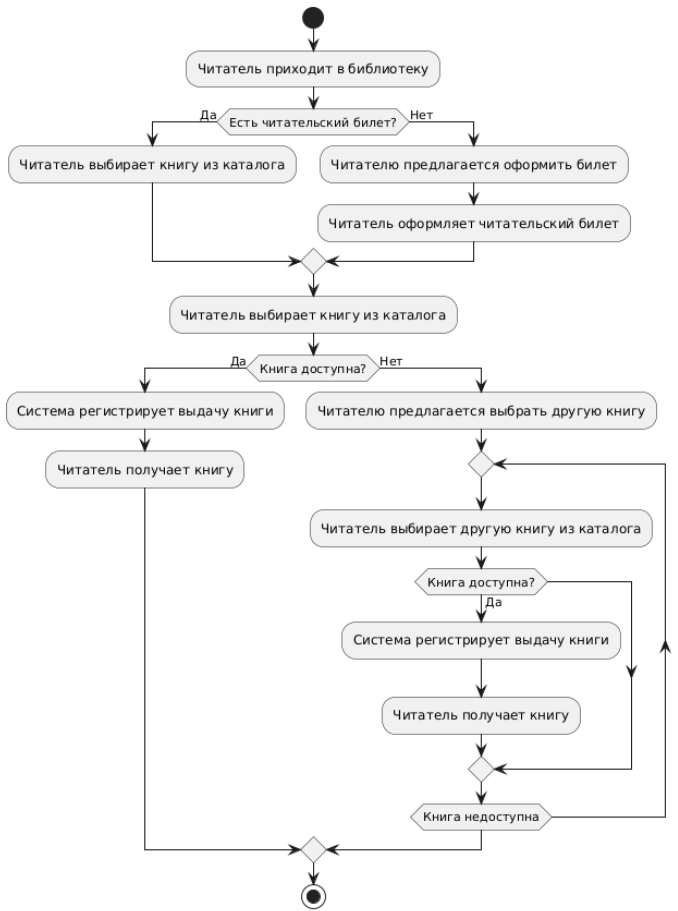 Читатель приходит в библиотеку
Есть читательский билет?
Да
Нет
Читатель выбирает книгу из каталога
Читателю предлагается оформить билет
Читатель оформляет читательский билет
Читатель выбирает книгу из каталога
Книга доступна?
Да
Нет
Система регистрирует выдачу книги
Читатель получает книгу
Читателю предлагается выбрать другую книгу
Читатель выбирает другую книгу из каталога
Книга доступна?
Да
Система регистрирует выдачу книги
Читатель получает книгу
Книга недоступна